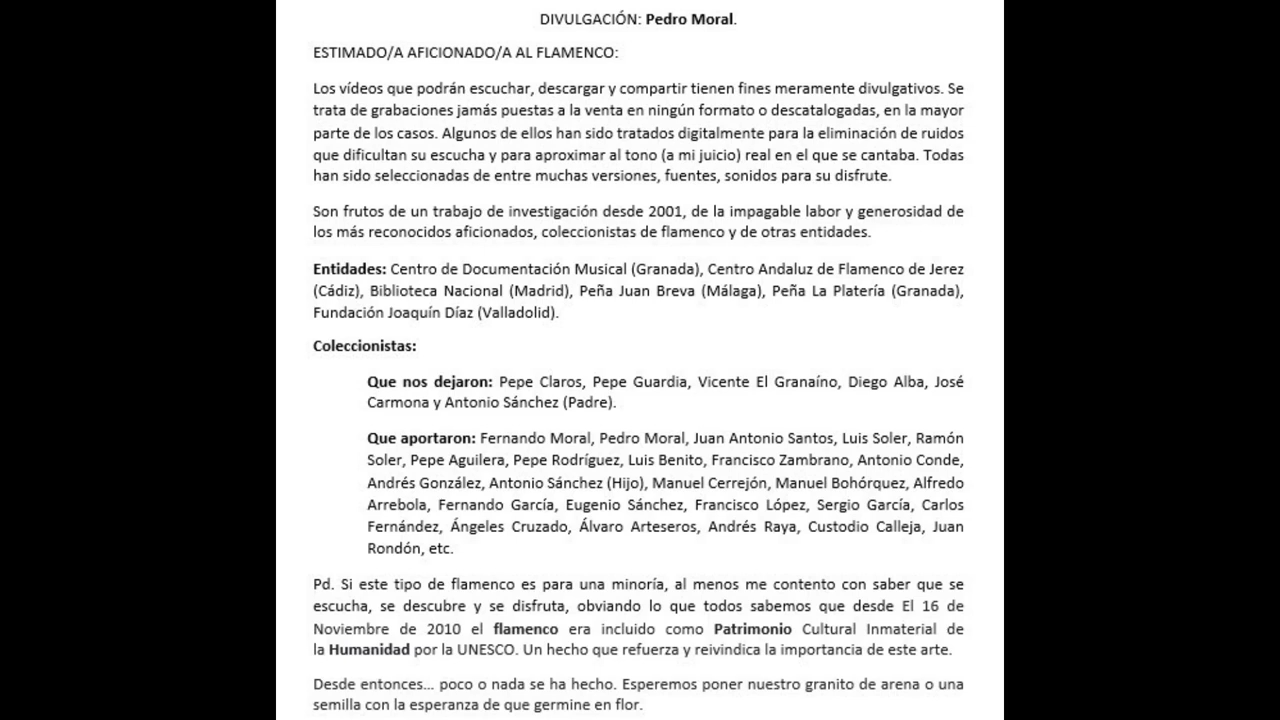 DIVULGACIÓN: Pedro Moral.
ESTIMADO/A AFICIONADO/A AL FLAMENCO:
Los vídeos que podrán escuchar, descargar y compartir tienen fines meramente divulgativos. Se
trata de grabaciones jamás puestas a la venta en ningún formato o descatalogadas, en la mayor
parte de los casos. Algunos de ellos han sido tratados digitalmente para la eliminación de ruidos
que dificultan su escucha y para aproximar al tono (a mi juicio) real en el que se cantaba. Todas
han sido seleccionadas de entre muchas versiones, fuentes, sonidos para su disfrute.
Son frutos de un trabajo de investigación desde 2001, de la impagable labor y generosidad de
los más reconocidos aficionados, coleccionistas de flamenco y de otras entidades.
Entidades: Centro de Documentación Musical (Granada), Centro Andaluz de Flamenco de Jerez
(Cádiz), Biblioteca Nacional (Madrid), Peña Juan Breva (Málaga), Peña La Platería (Granada),
Fundación Joaquín Díaz (Valladolid).
Coleccionistas:
Que nos dejaron: Pepe Claros, Pepe Guardia, Vicente El Granaíno, Diego Alba, José
Carmona y Antonio Sánchez (Padre).
Que aportaron: Fernando Moral, Pedro Moral, Juan Antonio Santos, Luis Soler, Ramón
Soler, Pepe Aguilera, Pepe Rodríguez, Luis Benito, Francisco Zambrano, Antonio Conde,
Andrés González, Antonio Sánchez (Hijo), Manuel Cerrejón, Manuel Bohórquez, Alfredo
Arrebola, Fernando García, Eugenio Sánchez, Francisco López, Sergio García, Carlos
Fernández, Ángeles Cruzado, Álvaro Arteseros, Andrés Raya, Custodio Calleja, Juan
Rondón, etc.
Pd. Si este tipo de flamenco es para una minoría, al menos me contento con saber que se
escucha, se descubre y se disfruta, obviando lo que todos sabemos que desde El 16 de
Noviembre de 2010 el flamenco era incluido como Patrimonio Cultural Inmaterial de
la Humanidad por la UNESCO. Un hecho que refuerza y reivindica la importancia de este arte.
Desde entonces... poco o nada se ha hecho. Esperemos poner nuestro granito de arena o una
semilla con la esperanza de que germine en flor.